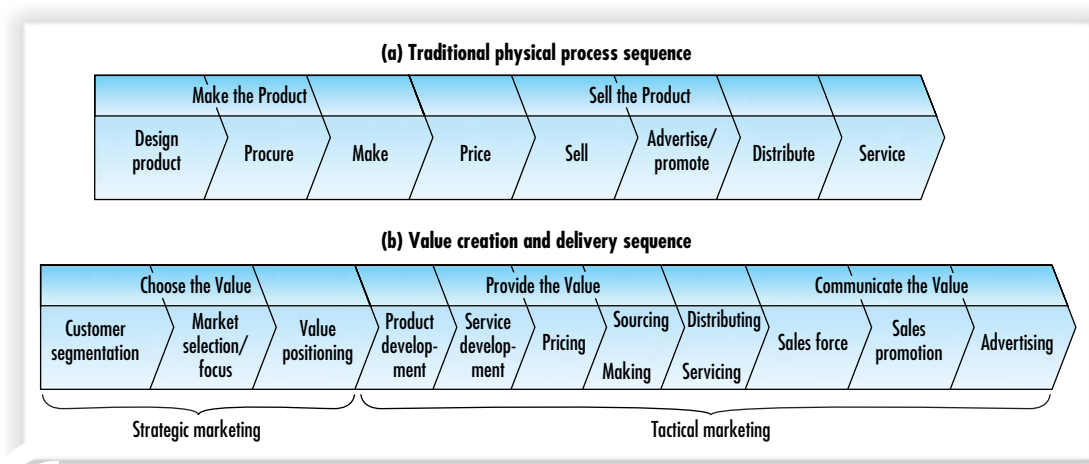 (a) Traditional physical process sequence
Make the Product
Sell the Product
Design
product
Procure
Make
Price
Sell
Advertise/
promote
Distribute
Service
(b) Value creation and delivery sequence
Choose the Value
Provide the Value
Communicate the Value
Customer
segmentation
Market
selection/
focus
Value
positioning
Product
develop-
ment
Service
develop-
ment
Pricing
Sourcing
Making
Distributing
Servicing
Sales force
Sales
promotion
Advertising
Strategic marketing
Tactical marketing